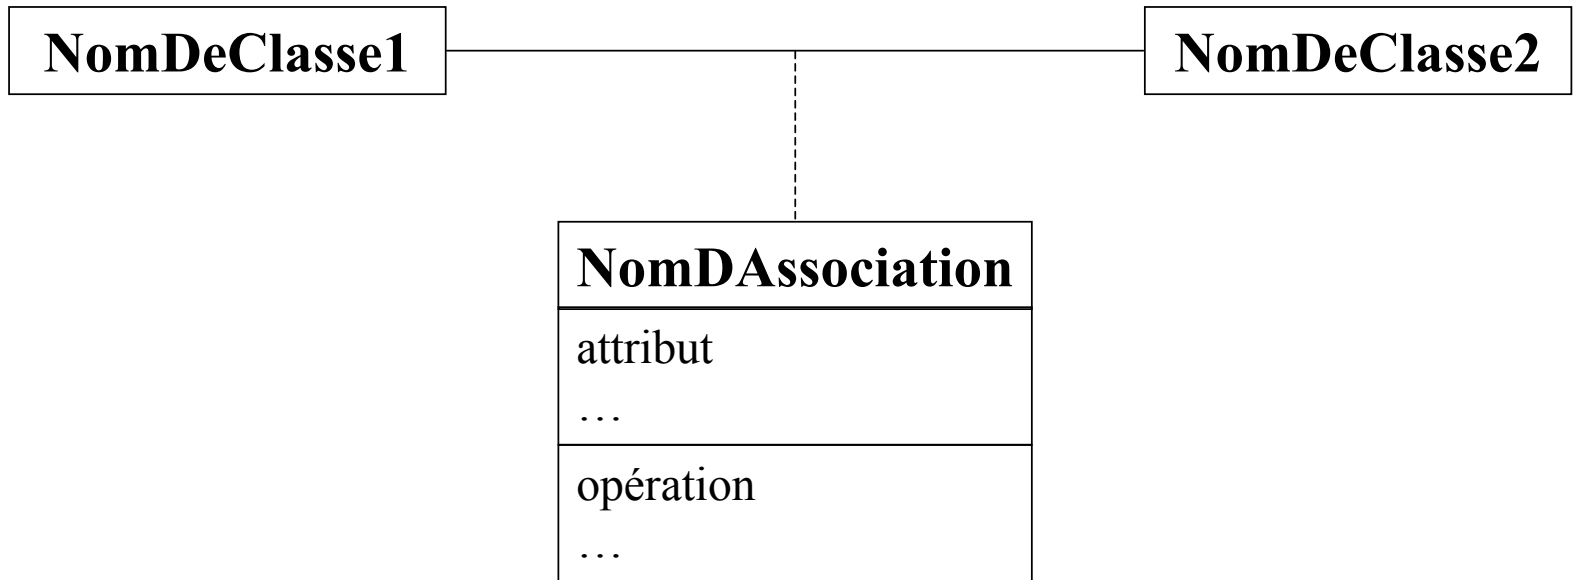 NomDeClasse1
NomDeClasse2
NomDAssociation
attribut
…
opération
…